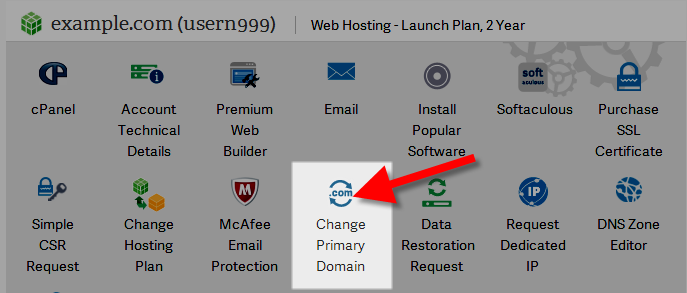 example.com (usern999) Web Hosting - Launch Plan, 2 Year
soft
aculous
cPanel
Account
Technical
Details
Premium
Web
Builder
Email
Install
Popular
Software
Softaculous
Purchase
SSL
Certificate
Simple
CSR
Request
Change
Hosting
Plan
McAfee
Email
Protection
.com
Change
Primary
Domain
Data
Restoration
Request
IP
Request
Dedicated
IP
DNS Zone
Editor